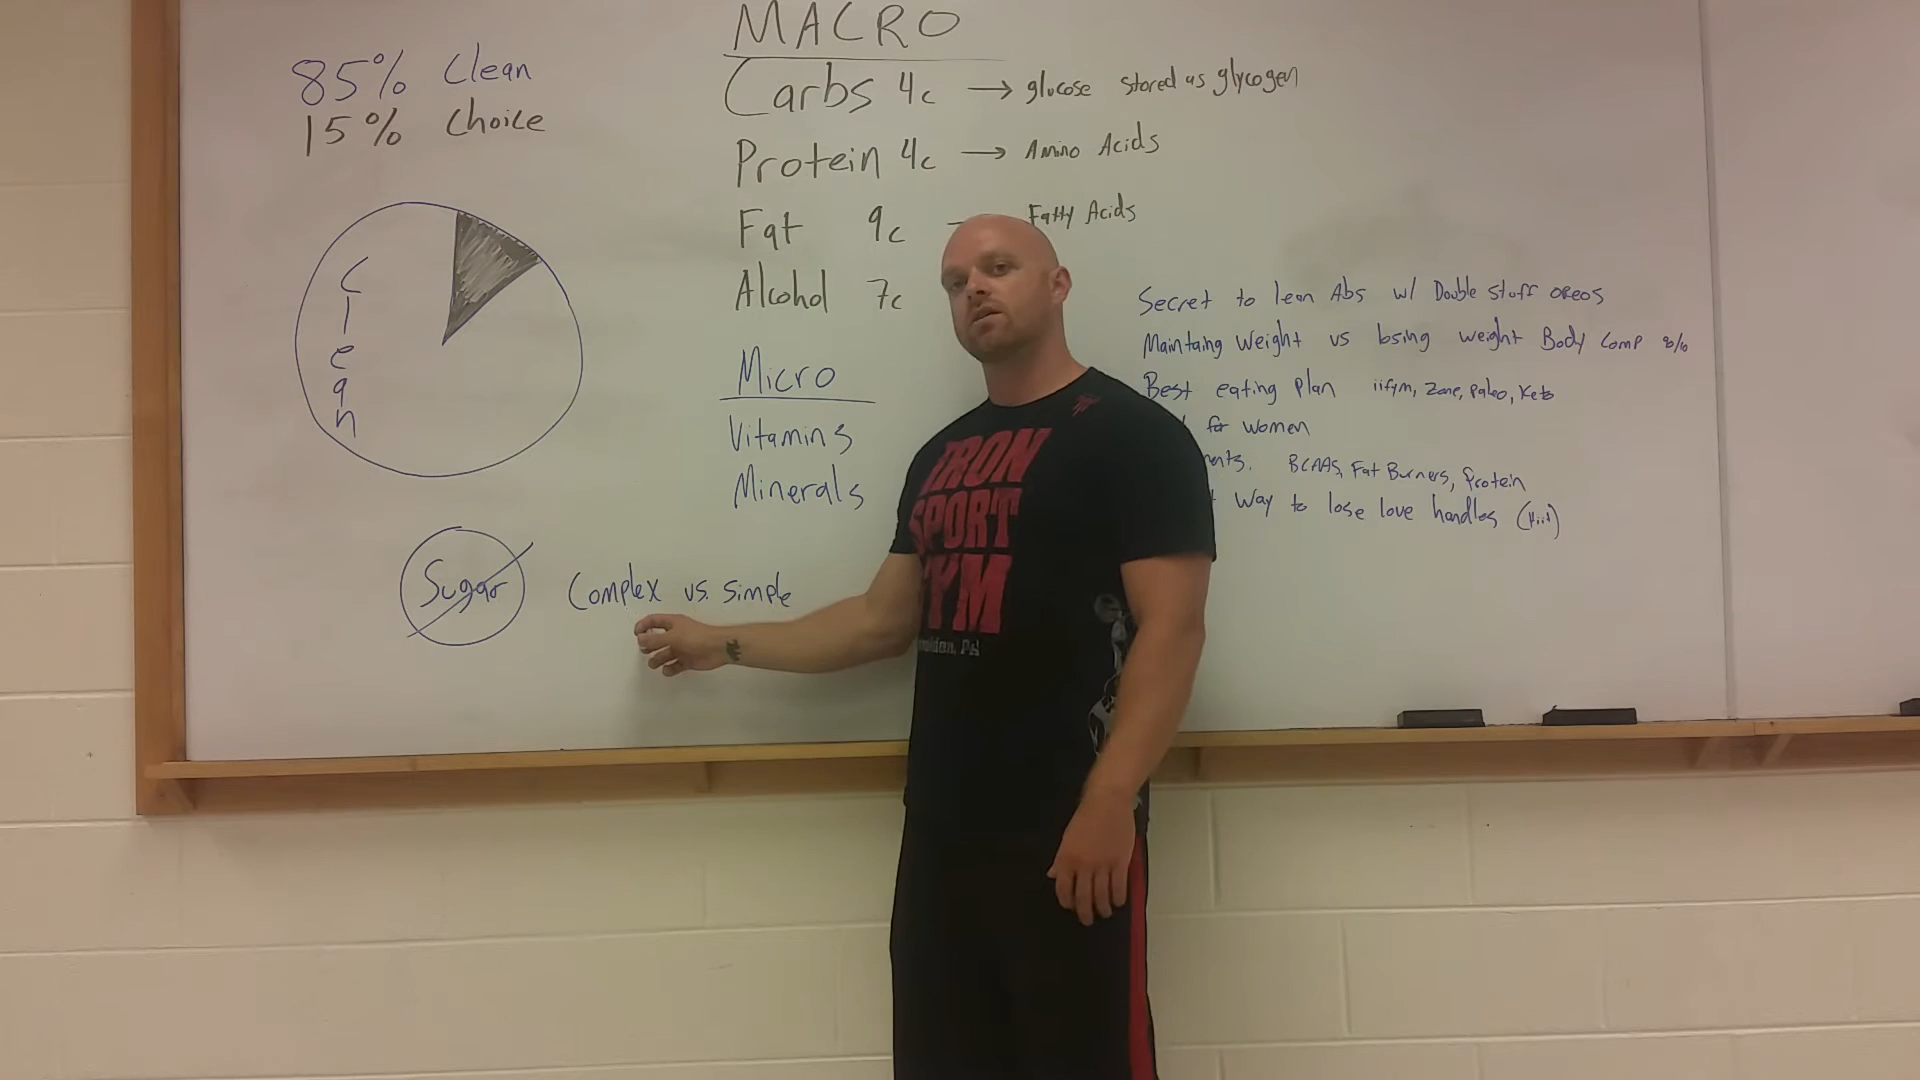 85% Clean
15% Choice
Clean
Sugar
Complex vs. Simple
MACRO
Carbs 4c → glucose stored as glycogen
Protein 4c → Amino Acids
Fat 9c Fatty Acids
Alcohol 7c
Micro
Vitamins
Minerals
Secret to lean Abs w/ Double stuff oreos
Maintaing Weight vs losing weight Body Comp %
Best eating plan iifym, Zone, Paleo, Keto
for women
BCAAs, Fat Burners, Protein
Way to lose love handles (Hiit)
IRON
SPORT
GYM